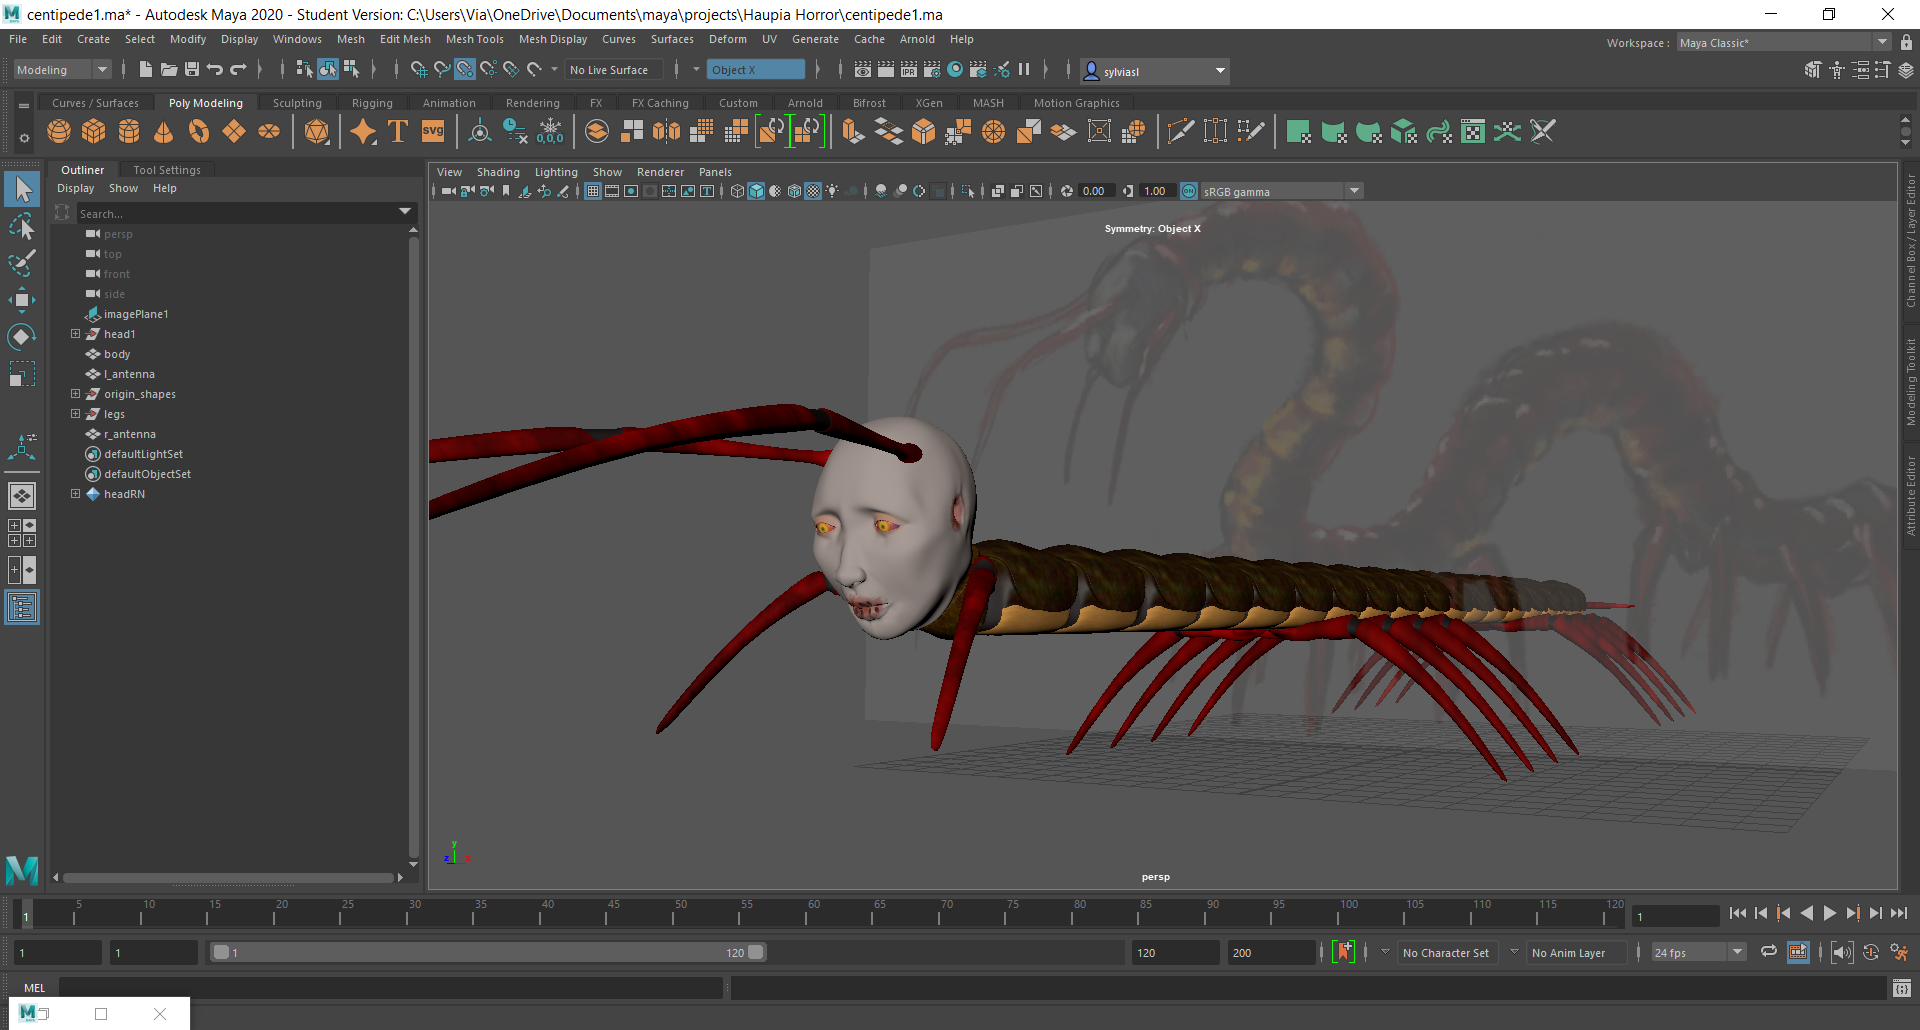 centipede1.ma* - Autodesk Maya 2020 - Student Version: C:\Users\Via\OneDrive\Documents\maya\projects\Haupia Horror\centipede1.ma
File Edit Create Select Modify Display Windows Mesh Edit Mesh Mesh Tools Mesh Display Curves Surfaces Deform UV Generate Cache Arnold Help
Workspace : Maya Classic*
Modeling No Live Surface Object X IPR sylviasl
Curves / Surfaces Poly Modeling Sculpting Rigging Animation Rendering FX FX Caching Custom Arnold Bifrost XGen MASH Motion Graphics
T SVG 0,0,0
Outliner Tool Settings
Display Show Help
Search...
persp
top
front
side
imagePlane1
head1
body
l_antenna
origin_shapes
legs
r_antenna
defaultLightSet
defaultObjectSet
headRN
View Shading Lighting Show Renderer Panels
0.00 1.00 ON sRGB gamma
Symmetry: Object X
y
z x
persp
Channel Box / Layer Editor
Modeling Toolkit
Attribute Editor
1 5 10 15 20 25 30 35 40 45 50 55 60 65 70 75 80 85 90 95 100 105 110 115 120 1
1 1 1 120 120 200 No Character Set No Anim Layer 24 fps
MEL
M